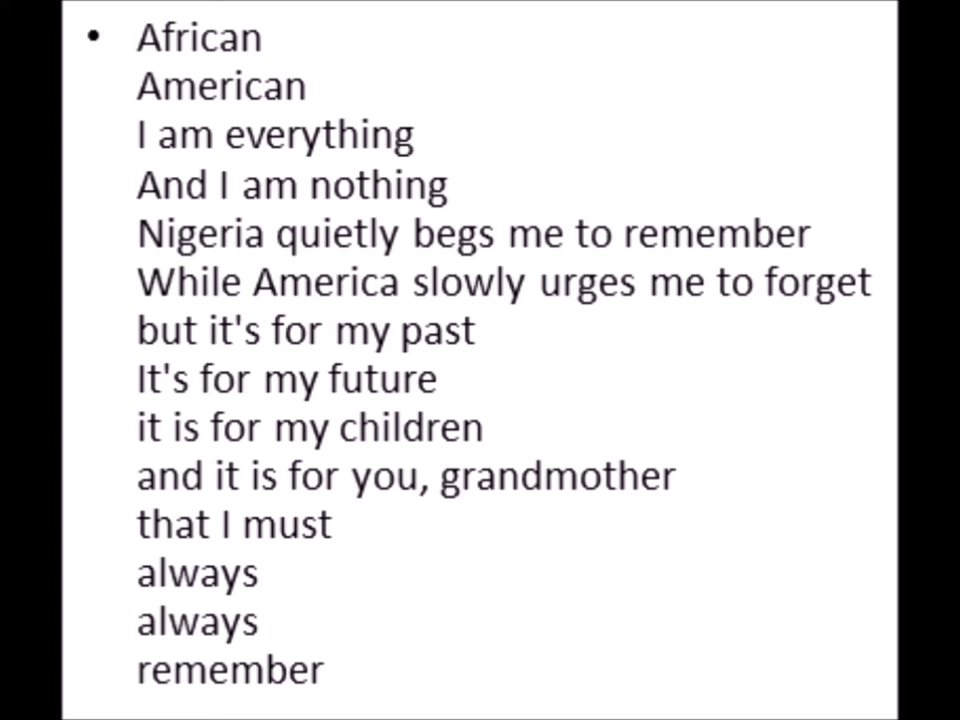 • African
American
I am everything
And I am nothing
Nigeria quietly begs me to remember
While America slowly urges me to forget
but it's for my past
It's for my future
it is for my children
and it is for you, grandmother
that I must
always
always
remember